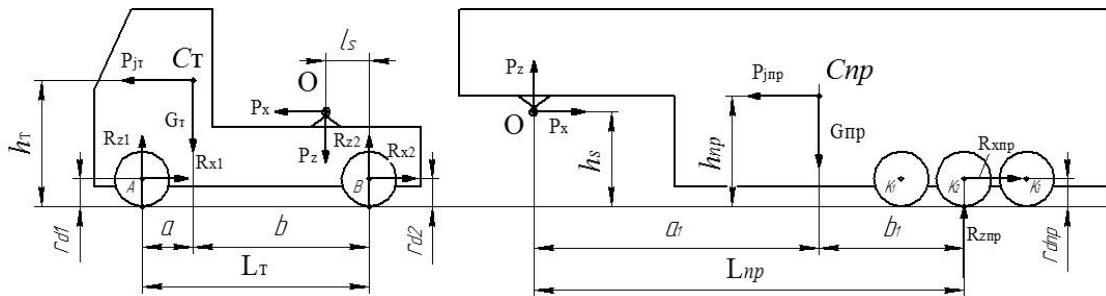 Pjт
Cт
lₛ
O
Pz
Pjпр
Cпр
Px
O
Px
hт
Gт
Gпр
Rz1
Rx1
Pz
Rz2
Rx2
hₛ
hпр
Rxпр
A
B
K₁
K₂
K₃
rd1
a
b
rd2
a₁
b₁
Rzпр
rdпр
Lт
Lпр